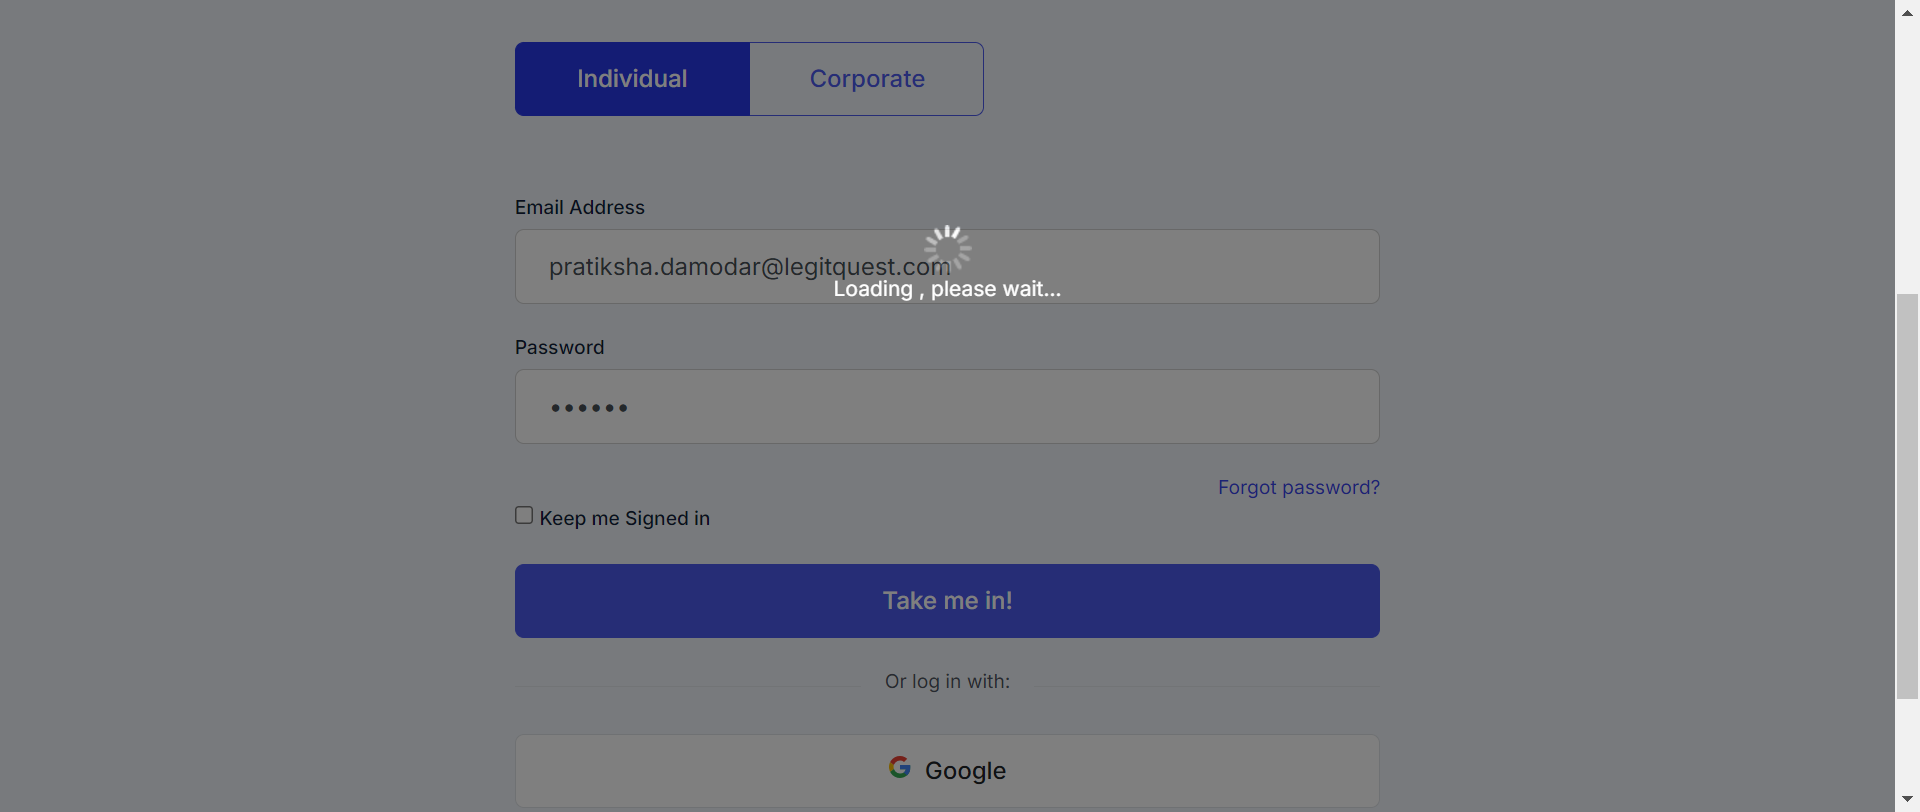 Individual
Corporate
Email Address
pratiksha.damodar@legitquest.com
Loading , please wait...
Password
••••••
Forgot password?
Keep me Signed in
Take me in!
Or log in with:
Google